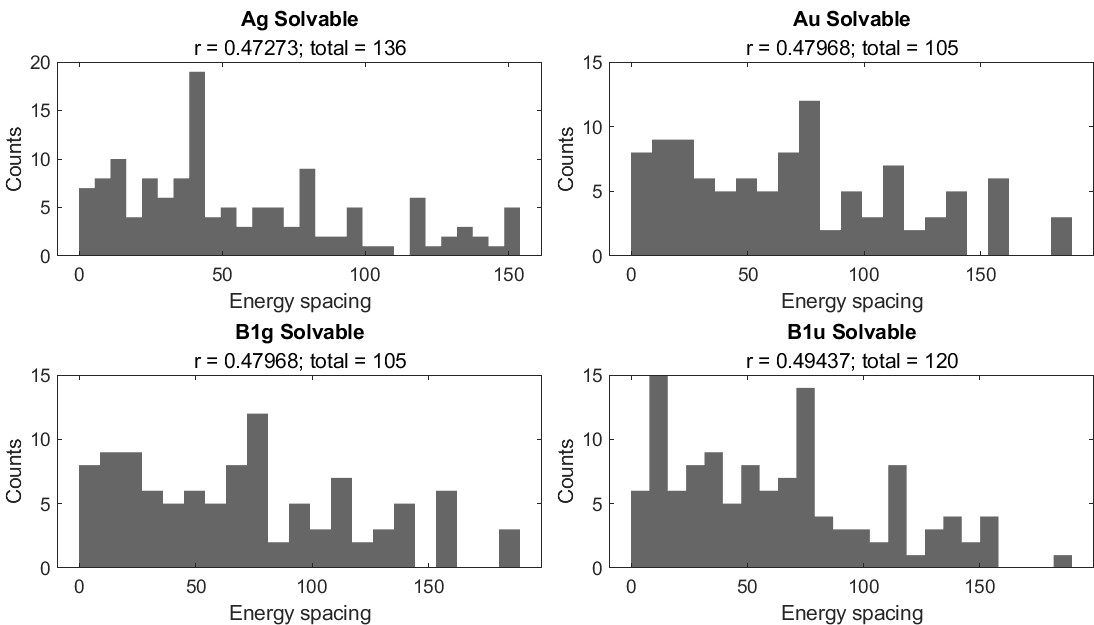 Ag Solvable
r = 0.47273; total = 136
20
15
10
5
0
Counts
0 50 100 150
Energy spacing
Au Solvable
r = 0.47968; total = 105
15
10
5
0
Counts
0 50 100 150
Energy spacing
B1g Solvable
r = 0.47968; total = 105
15
10
5
0
Counts
0 50 100 150
Energy spacing
B1u Solvable
r = 0.49437; total = 120
15
10
5
0
Counts
0 50 100 150
Energy spacing